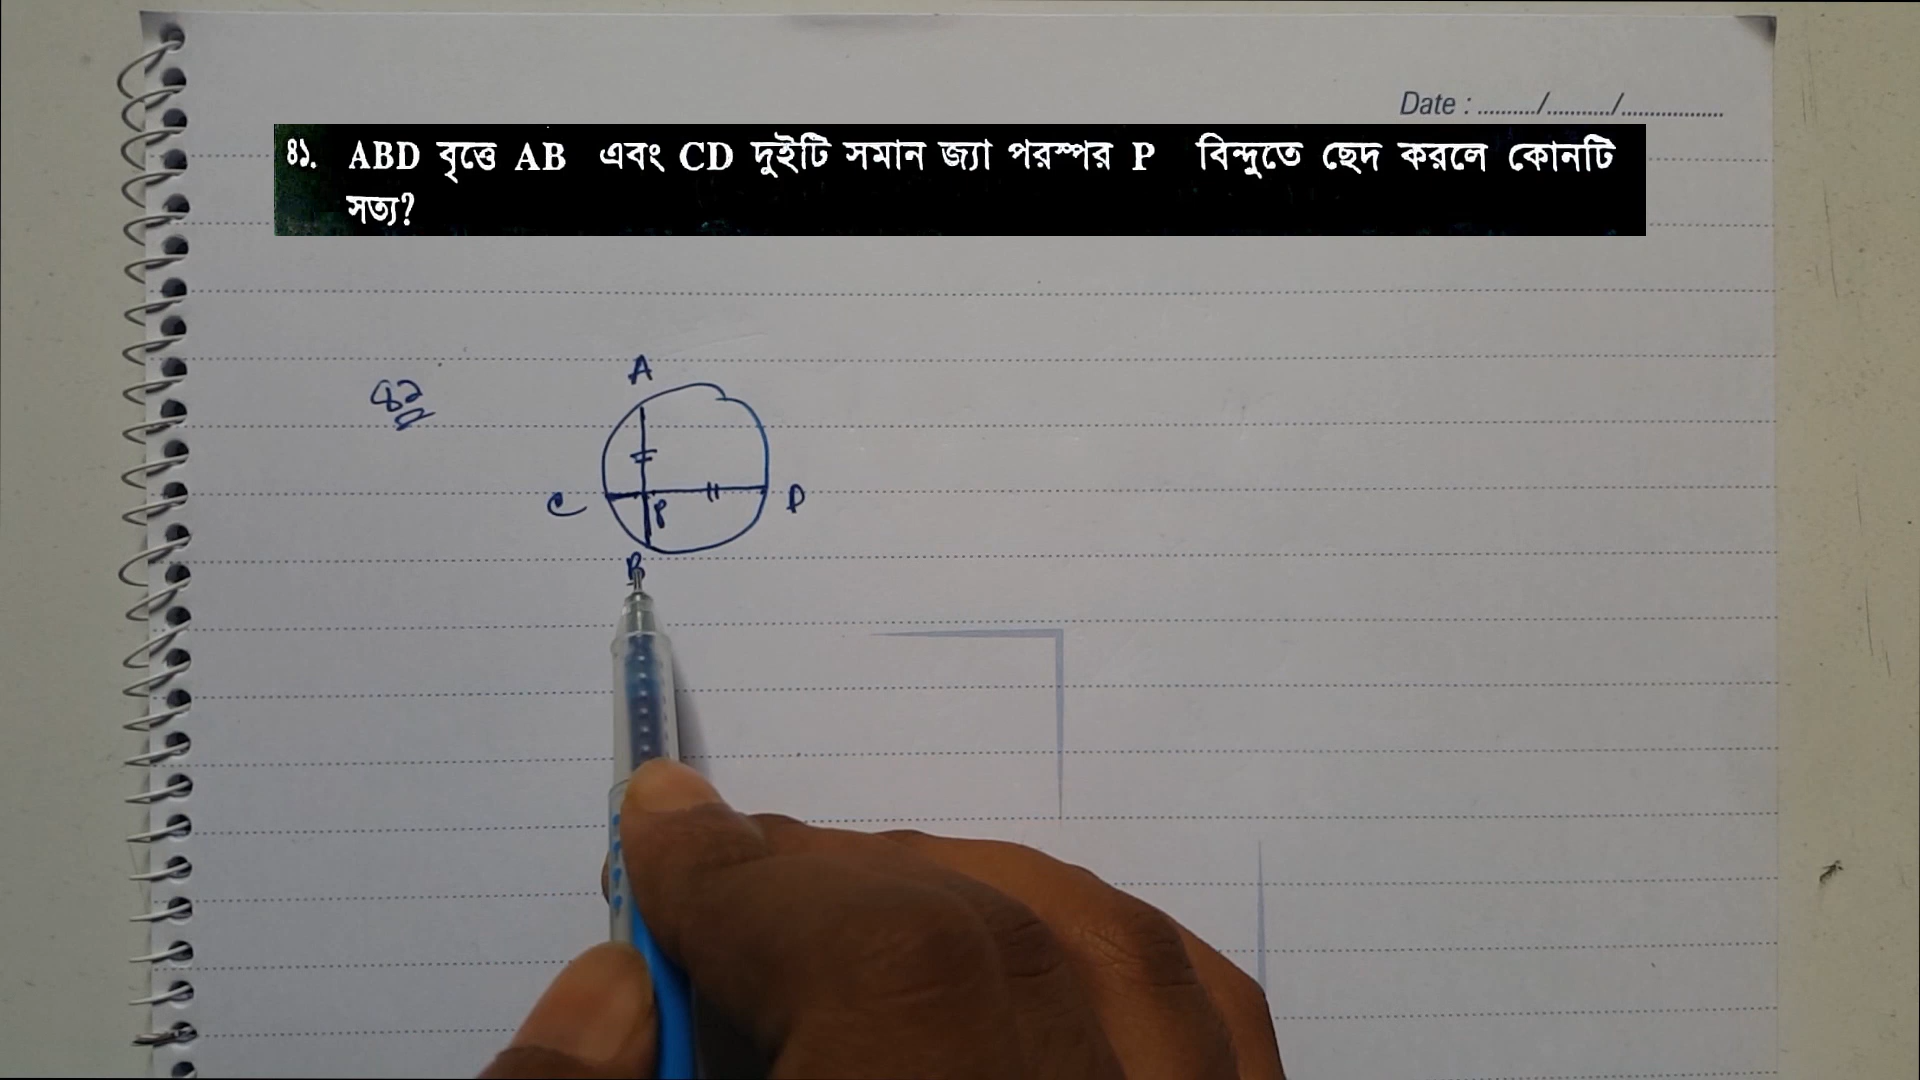 Date : ........../.........../.................
৪১. ABD বৃত্তে AB এবং CD দুইটি সমান জ্যা পরস্পর P বিন্দুতে ছেদ করলে কোনটি
সত্য?
৪১
A
C
P
D
B